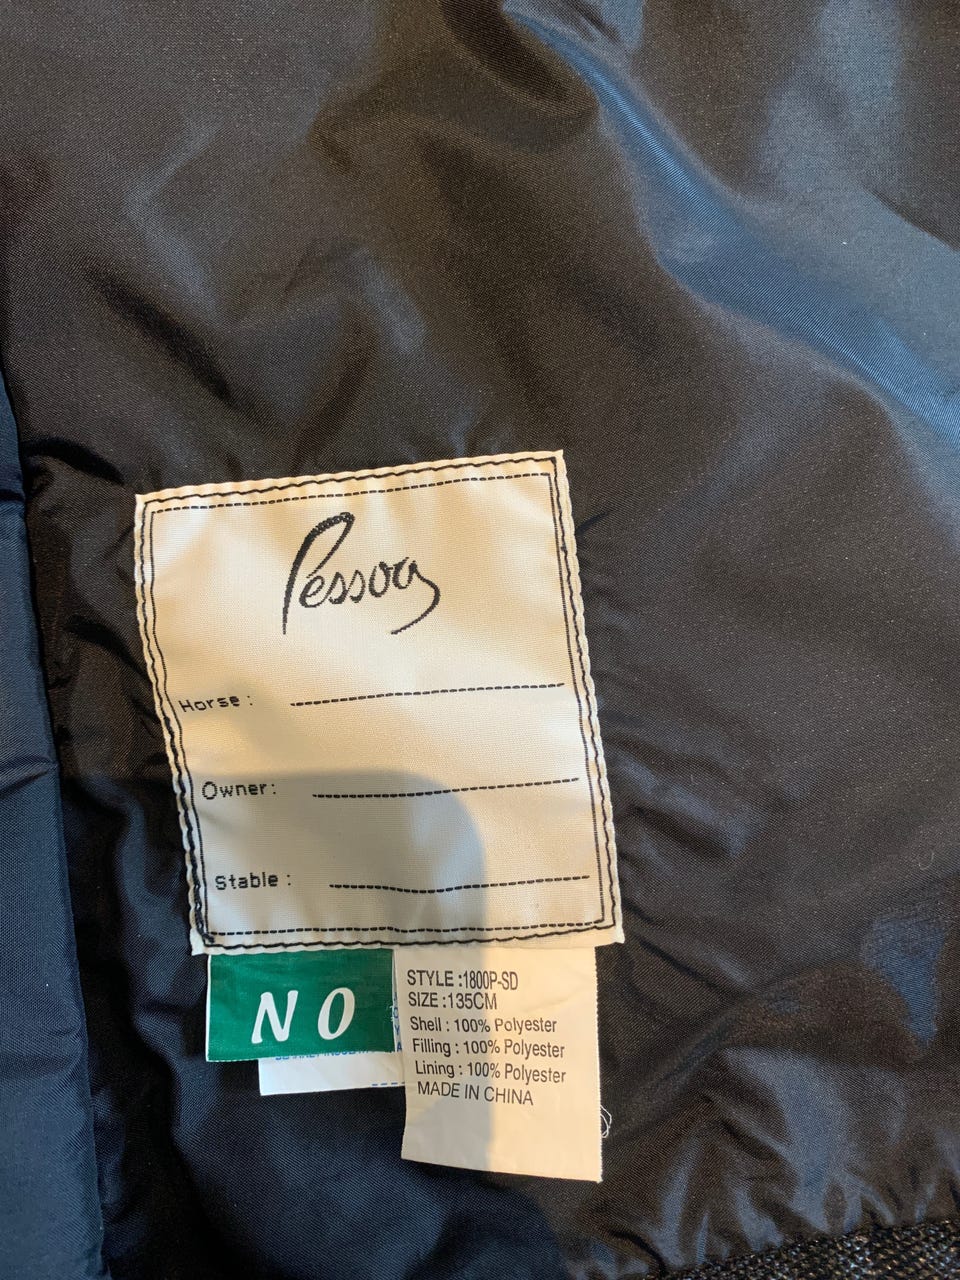 Pessoa
Horse :
Owner:
Stable :
NO
STYLE :1800P-SD
SIZE :135CM
Shell : 100% Polyester
Filling : 100% Polyester
Lining : 100% Polyester
MADE IN CHINA